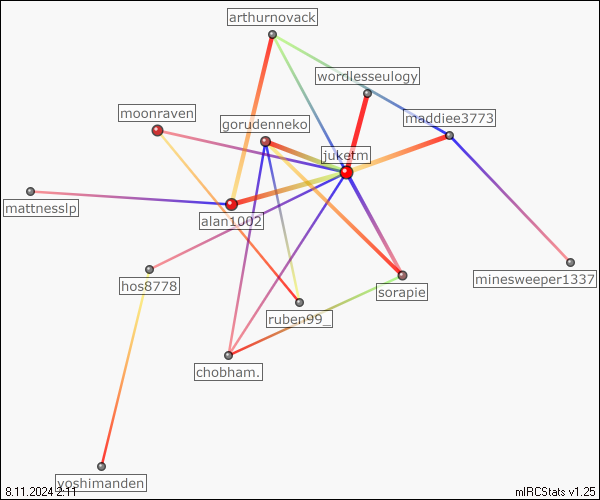 arthurnovack
wordlesseulogy
moonraven
maddiee3773
gorudenneko
juketm
mattnesslp
alan1002
minesweeper1337
hos8778
sorapie
ruben99_
chobham.
yoshimanden
8.11.2024 2:11
mIRCStats v1.25